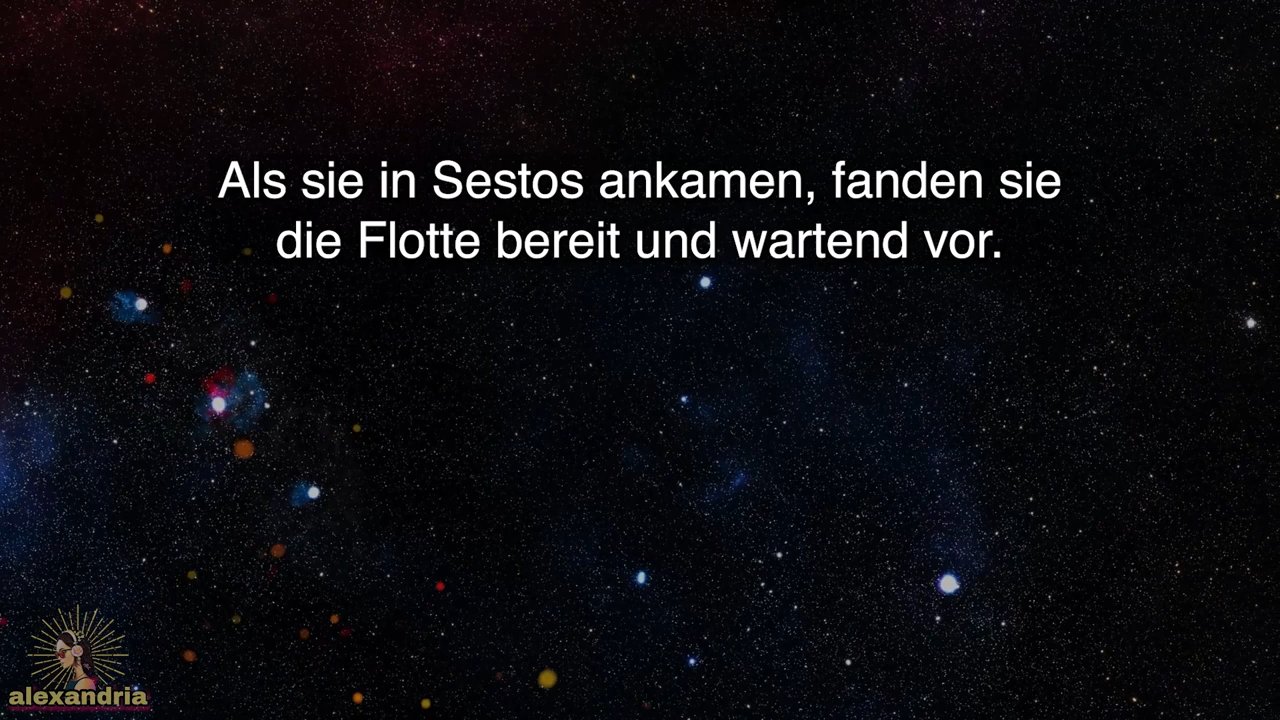 Als sie in Sestos ankamen, fanden sie
die Flotte bereit und wartend vor.
alexandria